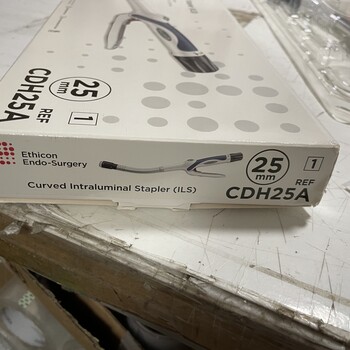 25
mm
REF
CDH25A
1
Ethicon
Endo-Surgery
Curved Intraluminal Stapler (ILS)
25
mm
1
REF
CDH25A